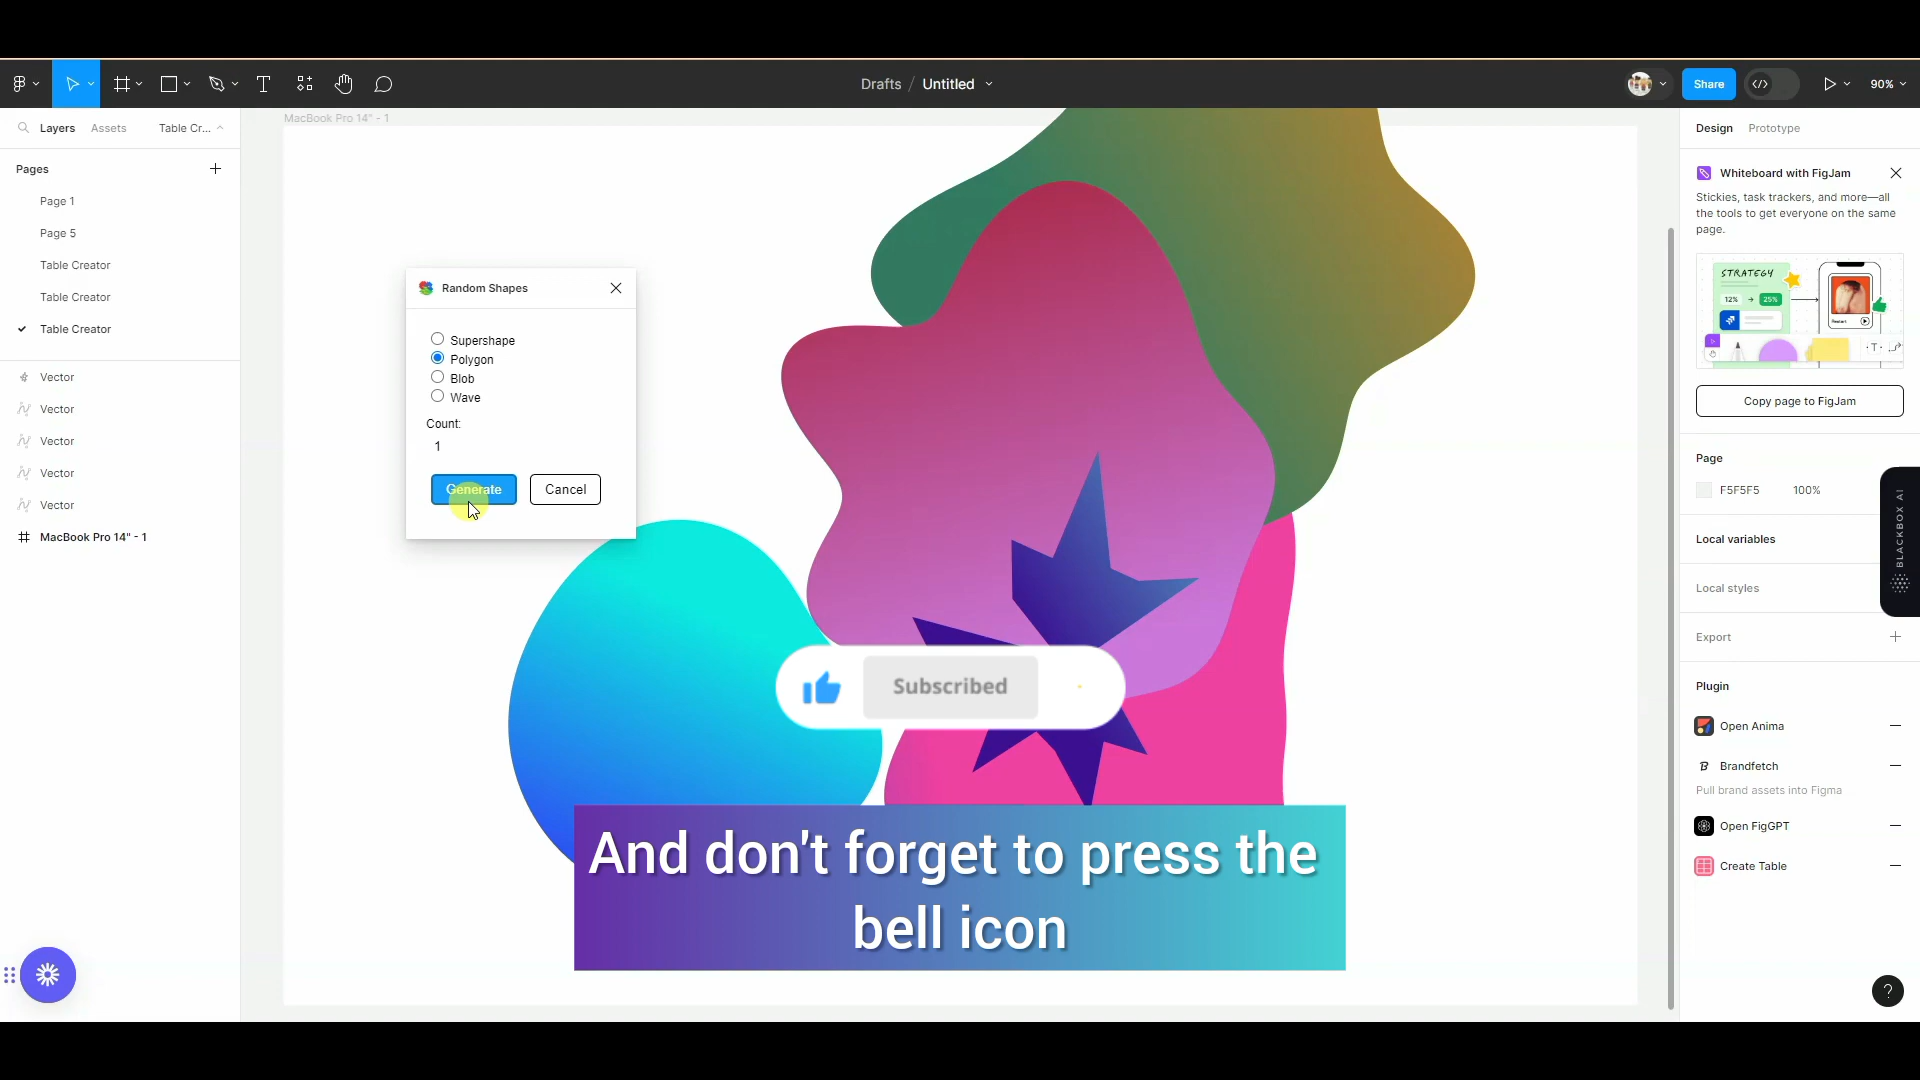 Drafts / Untitled
Share
90%
Layers
Assets
Table Cr...
Pages
Page 1
Page 5
Table Creator
Table Creator
Table Creator
Vector
Vector
Vector
Vector
Vector
MacBook Pro 14" - 1
MacBook Pro 14" - 1
Random Shapes
Supershape
Polygon
Blob
Wave
Count:
1
Generate
Cancel
Subscribed
And don't forget to press the
bell icon
Design
Prototype
Whiteboard with FigJam
Stickies, task trackers, and more—all
the tools to get everyone on the same
page.
STRATEGY
12% → 25%
Copy page to FigJam
Page
F5F5F5
100%
Local variables
Local styles
Export
Plugin
Open Anima
Brandfetch
Pull brand assets into Figma
Open FigGPT
Create Table
BLACKBOX AI
?